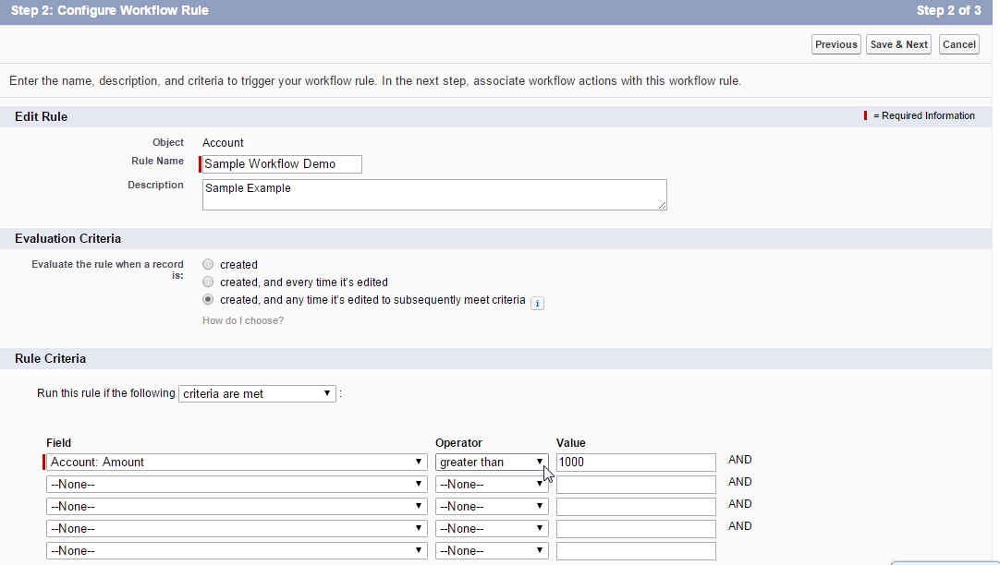 Step 2: Configure Workflow Rule Step 2 of 3
Previous Save & Next Cancel
Enter the name, description, and criteria to trigger your workflow rule. In the next step, associate workflow actions with this workflow rule.
Edit Rule = Required Information
Object Account
Rule Name Sample Workflow Demo
Description Sample Example
Evaluation Criteria
Evaluate the rule when a record is:
created
created, and every time it's edited
created, and any time it's edited to subsequently meet criteria i
How do I choose?
Rule Criteria
Run this rule if the following criteria are met :
Field Operator Value
Account: Amount greater than 1000 AND
--None-- --None-- AND
--None-- --None-- AND
--None-- --None-- AND
--None-- --None--